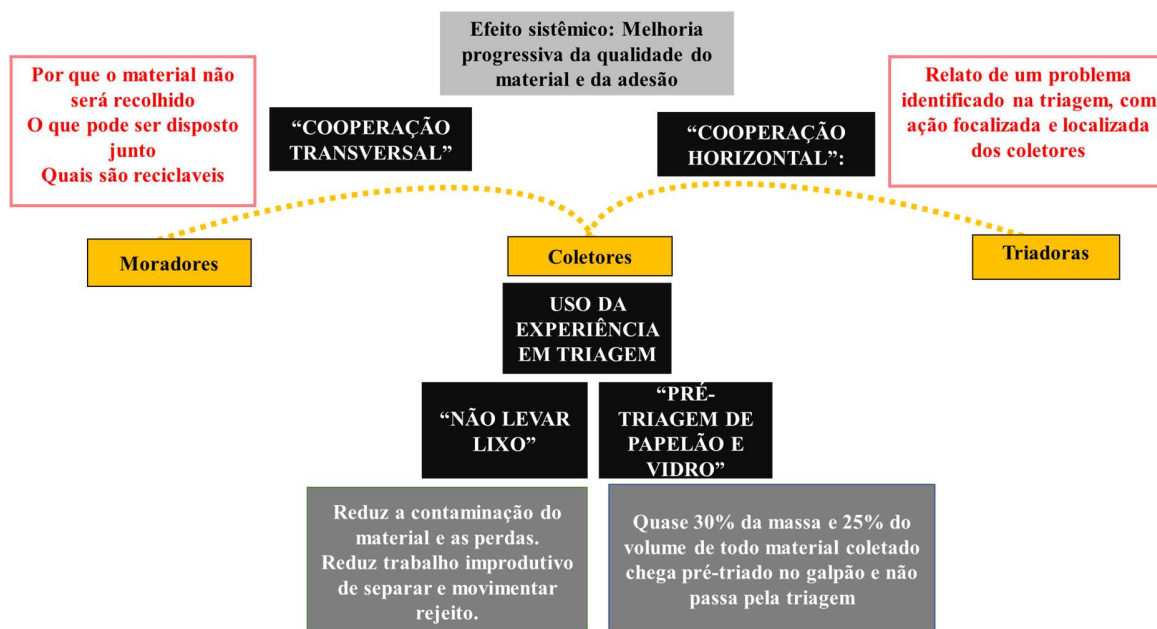 Efeito sistêmico: Melhoria
progressiva da qualidade do
material e da adesão
Por que o material não
será recolhido
O que pode ser disposto
junto
Quais são reciclaveis
“COOPERAÇÃO
TRANSVERSAL”
“COOPERAÇÃO
HORIZONTAL”:
Relato de um problema
identificado na triagem, com
ação focalizada e localizada
dos coletores
Moradores
Coletores
Triadoras
USO DA
EXPERIÊNCIA
EM TRIAGEM
“NÃO LEVAR
LIXO”
“PRÉ-
TRIAGEM DE
PAPELÃO E
VIDRO”
Reduz a contaminação do
material e as perdas.
Reduz trabalho improdutivo
de separar e movimentar
rejeito.
Quase 30% da massa e 25% do
volume de todo material coletado
chega pré-triado no galpão e não
passa pela triagem